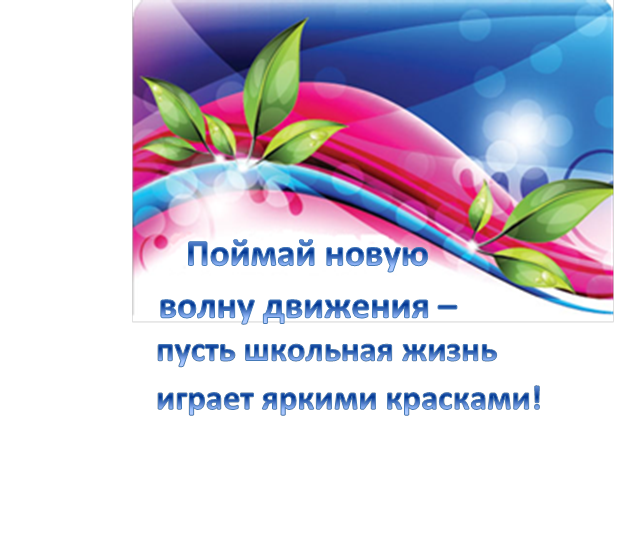 Поймай новую
волну движения –
пусть школьная жизнь
играет яркими красками!